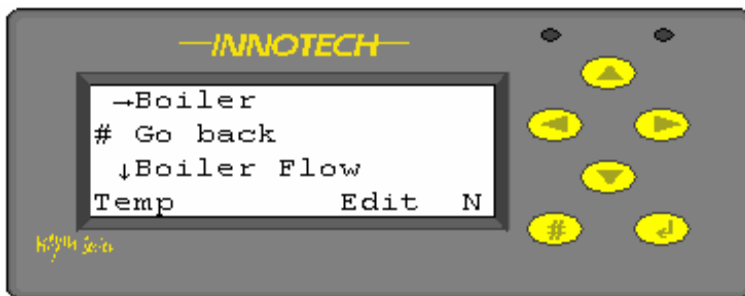 INNOTECH
→Boiler
# Go back
↓Boiler Flow
Temp Edit N
#